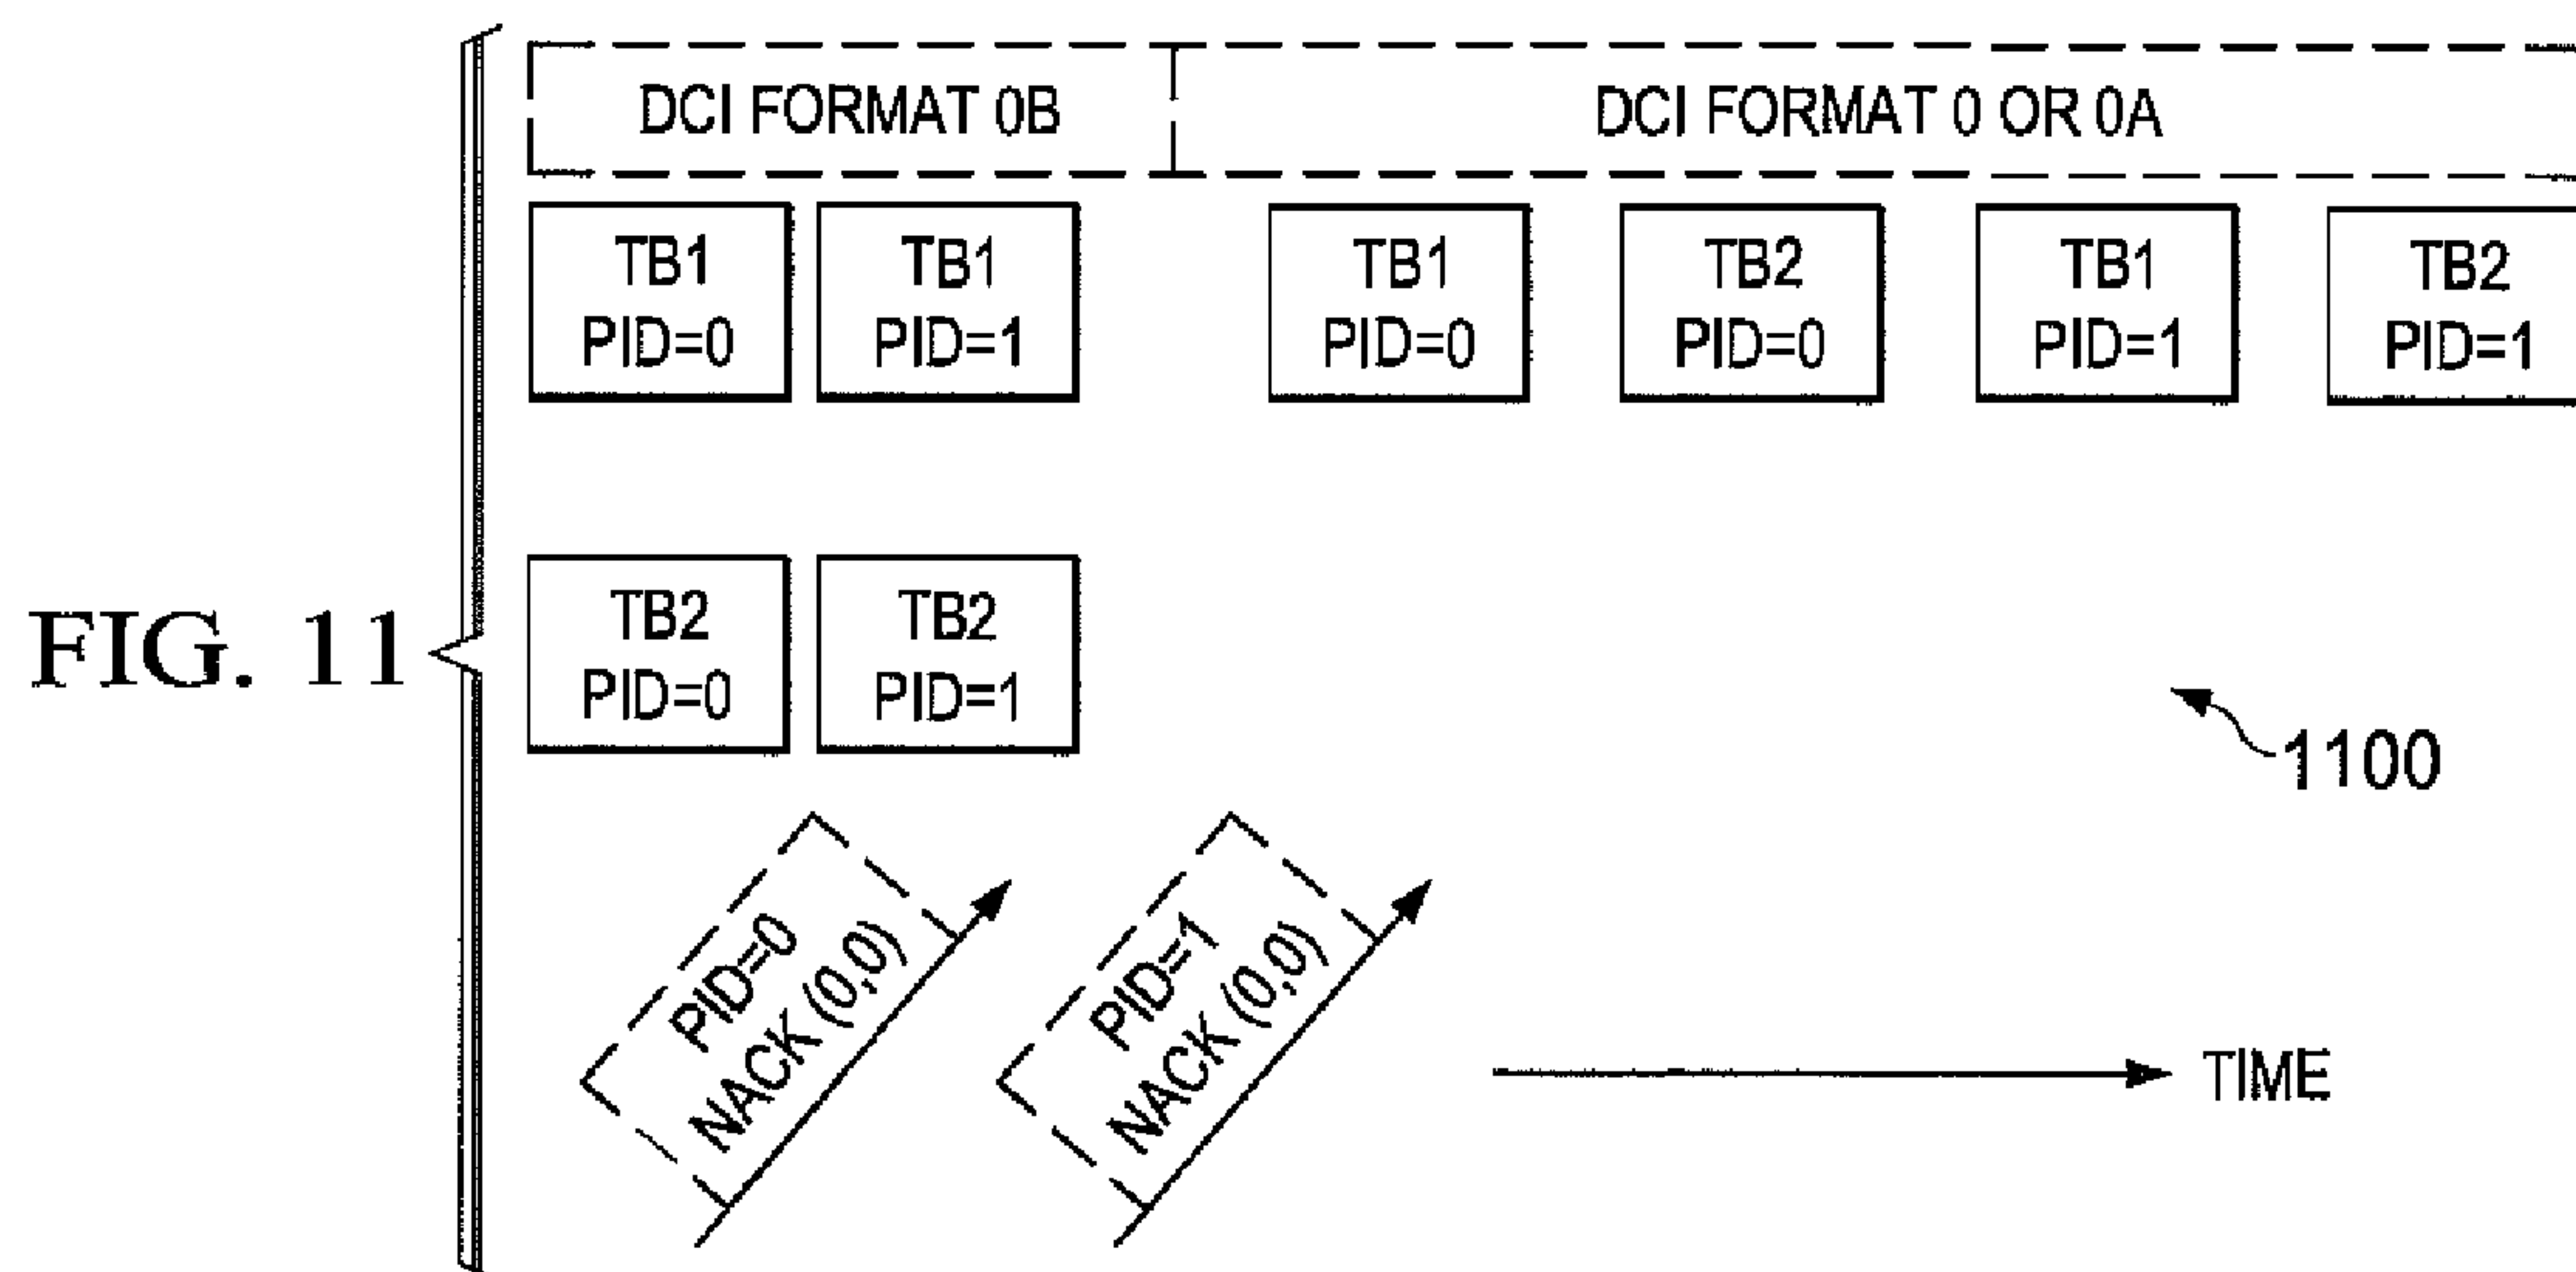 DCI FORMAT 0B
DCI FORMAT 0 OR 0A
TB1
PID=0
TB1
PID=1
TB1
PID=0
TB2
PID=0
TB1
PID=1
TB2
PID=1
FIG. 11
TB2
PID=0
TB2
PID=1
1100
PID=0
NACK (0,0)
PID=1
NACK (0,0)
TIME